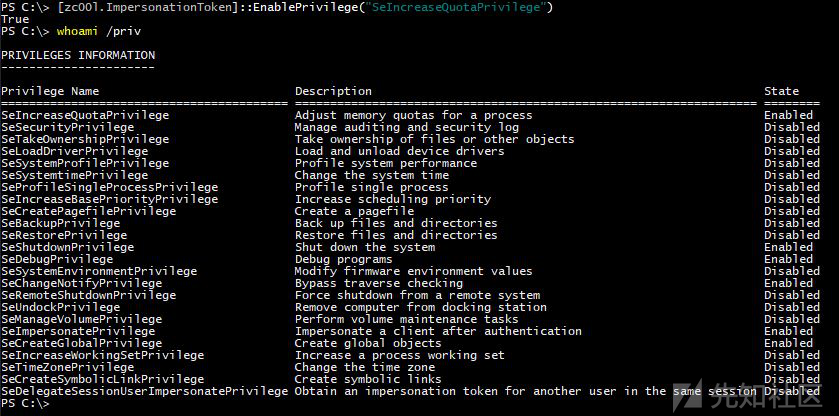 PS C:\> [zc00l.ImpersonationToken]::EnablePrivilege("SeIncreaseQuotaPrivilege")
True
PS C:\> whoami /priv
PRIVILEGES INFORMATION
----------------------
Privilege Name Description State
======================================== ================================================================== ========
SeIncreaseQuotaPrivilege Adjust memory quotas for a process Enabled
SeSecurityPrivilege Manage auditing and security log Disabled
SeTakeOwnershipPrivilege Take ownership of files or other objects Disabled
SeLoadDriverPrivilege Load and unload device drivers Disabled
SeSystemProfilePrivilege Profile system performance Disabled
SeSystemtimePrivilege Change the system time Disabled
SeProfileSingleProcessPrivilege Profile single process Disabled
SeIncreaseBasePriorityPrivilege Increase scheduling priority Disabled
SeCreatePagefilePrivilege Create a pagefile Disabled
SeBackupPrivilege Back up files and directories Disabled
SeRestorePrivilege Restore files and directories Disabled
SeShutdownPrivilege Shut down the system Enabled
SeDebugPrivilege Debug programs Enabled
SeSystemEnvironmentPrivilege Modify firmware environment values Disabled
SeChangeNotifyPrivilege Bypass traverse checking Enabled
SeRemoteShutdownPrivilege Force shutdown from a remote system Disabled
SeUndockPrivilege Remove computer from docking station Disabled
SeManageVolumePrivilege Perform volume maintenance tasks Disabled
SeImpersonatePrivilege Impersonate a client after authentication Enabled
SeCreateGlobalPrivilege Create global objects Enabled
SeIncreaseWorkingSetPrivilege Increase a process working set Disabled
SeTimeZonePrivilege Change the time zone Disabled
SeCreateSymbolicLinkPrivilege Create symbolic links Disabled
SeDelegateSessionUserImpersonatePrivilege Obtain an impersonation token for another user in the same session Disabled
PS C:\>
先知社区